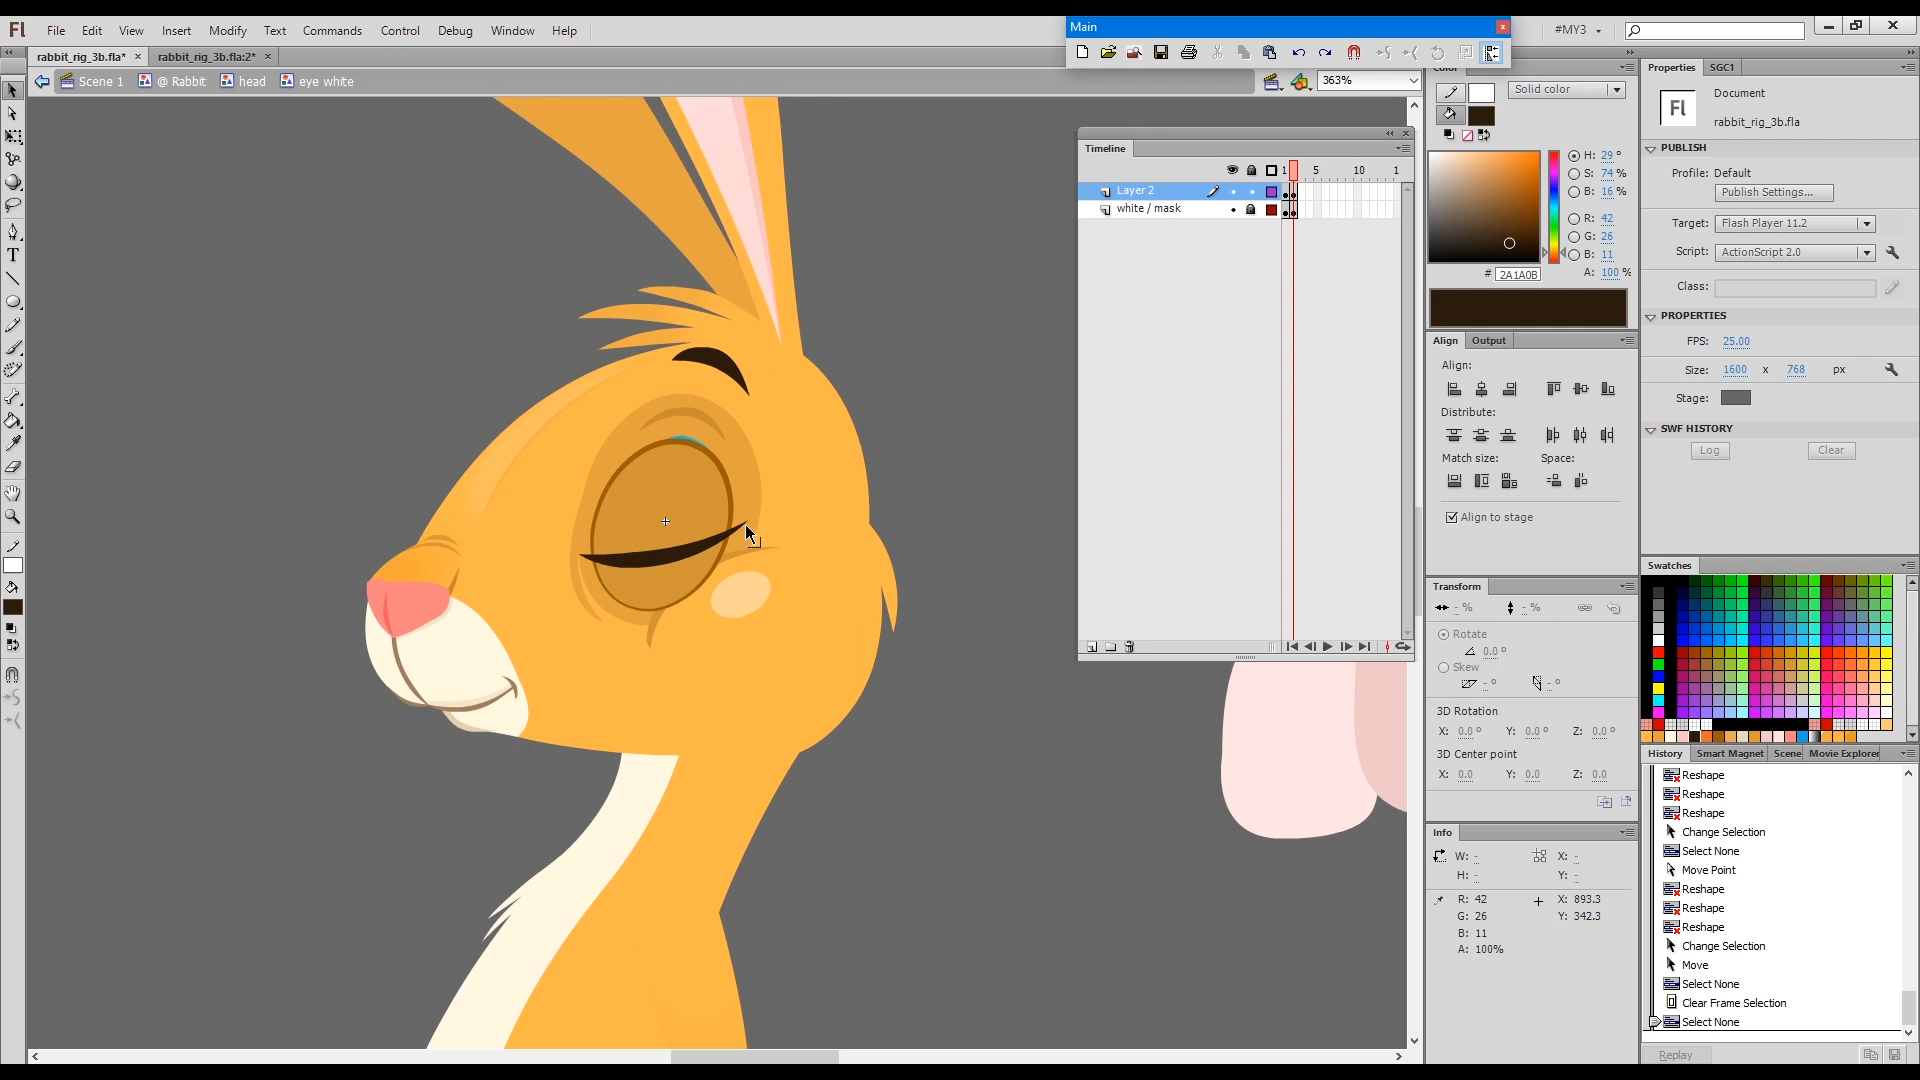 Main
Fl File Edit View Insert Modify Text Commands Control Debug Window Help
#MY3
rabbit_rig_3b.fla* rabbit_rig_3b.fla:2*
Scene 1 @ Rabbit head eye white
363%
Timeline
1 5 10 1
Layer 2
white / mask
Color
Solid color
H: 29 °
S: 74 %
B: 16 %
R: 42
G: 26
B: 11
# 2A1A0B
A: 100 %
Align Output
Align:
Distribute:
Match size: Space:
Align to stage
Transform
- % - %
Rotate
0.0 °
Skew
- ° - °
3D Rotation
X: 0.0 ° Y: 0.0 ° Z: 0.0 °
3D Center point
X: 0.0 Y: 0.0 Z: 0.0
Info
W: - X: -
H: - Y: -
R: 42 X: 893.3
G: 26 Y: 342.3
B: 11
A: 100%
Properties SGC1
Fl
Document
rabbit_rig_3b.fla
PUBLISH
Profile: Default
Publish Settings...
Target: Flash Player 11.2
Script: ActionScript 2.0
Class:
PROPERTIES
FPS: 25.00
Size: 1600 x 768 px
Stage:
SWF HISTORY
Log Clear
Swatches
History Smart Magnet Scene Movie Explorer
Reshape
Reshape
Reshape
Change Selection
Select None
Move Point
Reshape
Reshape
Reshape
Change Selection
Move
Select None
Clear Frame Selection
Select None
Replay